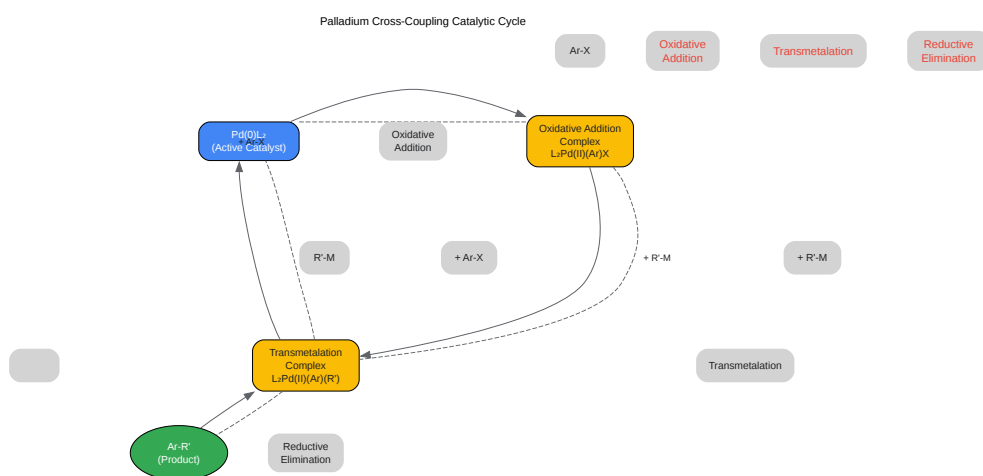 Palladium Cross-Coupling Catalytic Cycle
Ar-X
Oxidative
Addition
Transmetalation
Reductive
Elimination
Pd(0)L₂
+ Ar-X
(Active Catalyst)
Oxidative
Addition
Oxidative Addition
Complex
L₂Pd(II)(Ar)X
R'-M
+ Ar-X
+ R'-M
+ R'-M
Transmetalation
Complex
L₂Pd(II)(Ar)(R')
Transmetalation
Ar-R'
(Product)
Reductive
Elimination